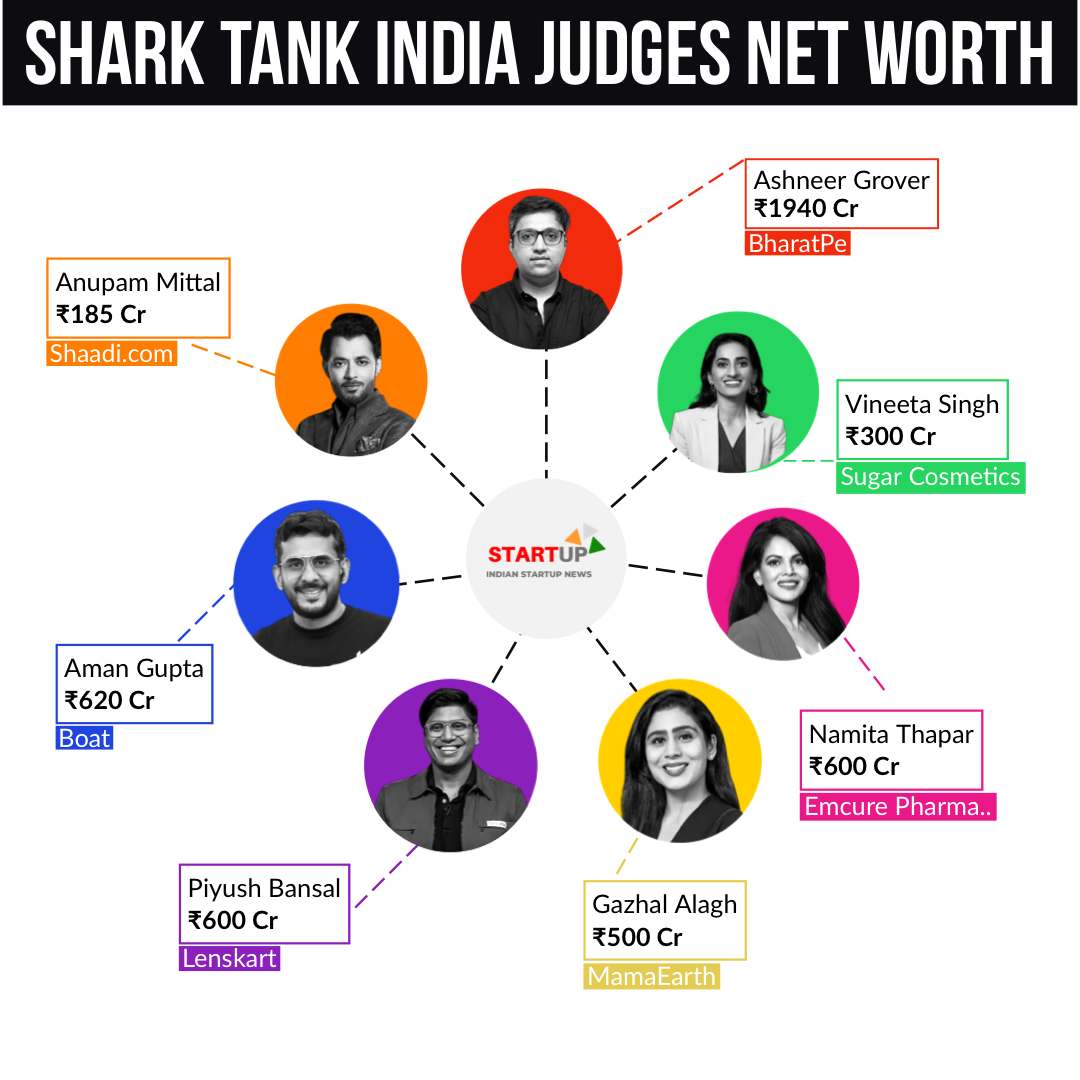 SHARK TANK INDIA JUDGES NET WORTH
Ashneer Grover
₹1940 Cr
BharatPe
Anupam Mittal
₹185 Cr
Shaadi.com
Vineeta Singh
₹300 Cr
Sugar Cosmetics
STARTUP
INDIAN STARTUP NEWS
Aman Gupta
₹620 Cr
Boat
Namita Thapar
₹600 Cr
Emcure Pharma..
Piyush Bansal
₹600 Cr
Lenskart
Gazhal Alagh
₹500 Cr
MamaEarth